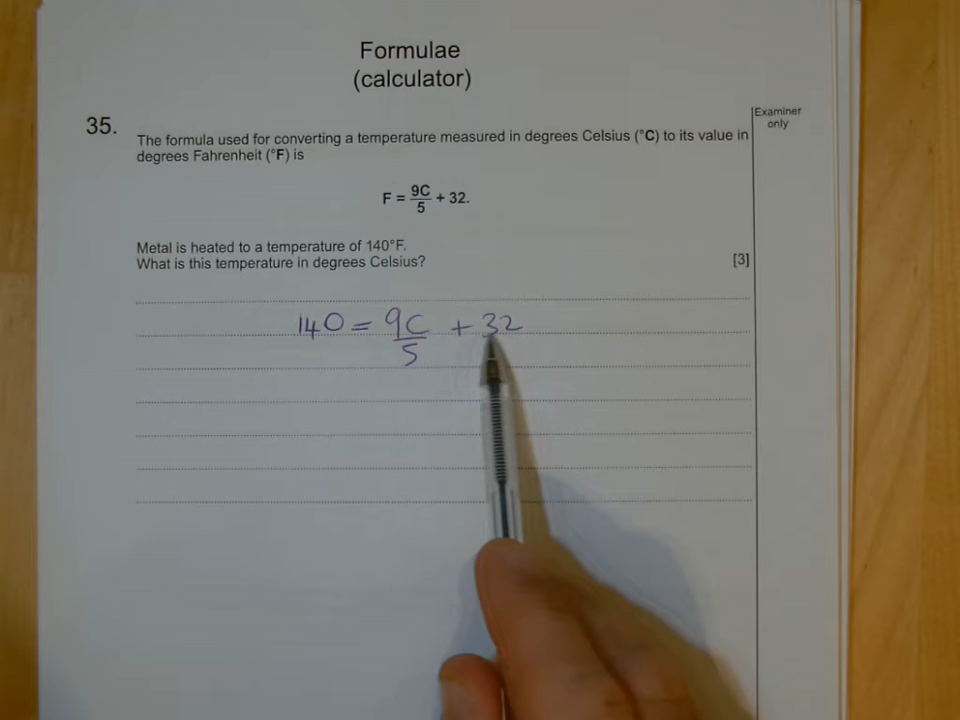 Formulae
(calculator)
Examiner
only
35.
The formula used for converting a temperature measured in degrees Celsius (°C) to its value in
degrees Fahrenheit (°F) is
F = 9C/5 + 32.
Metal is heated to a temperature of 140°F.
What is this temperature in degrees Celsius? [3]
140 = 9C/5 + 32